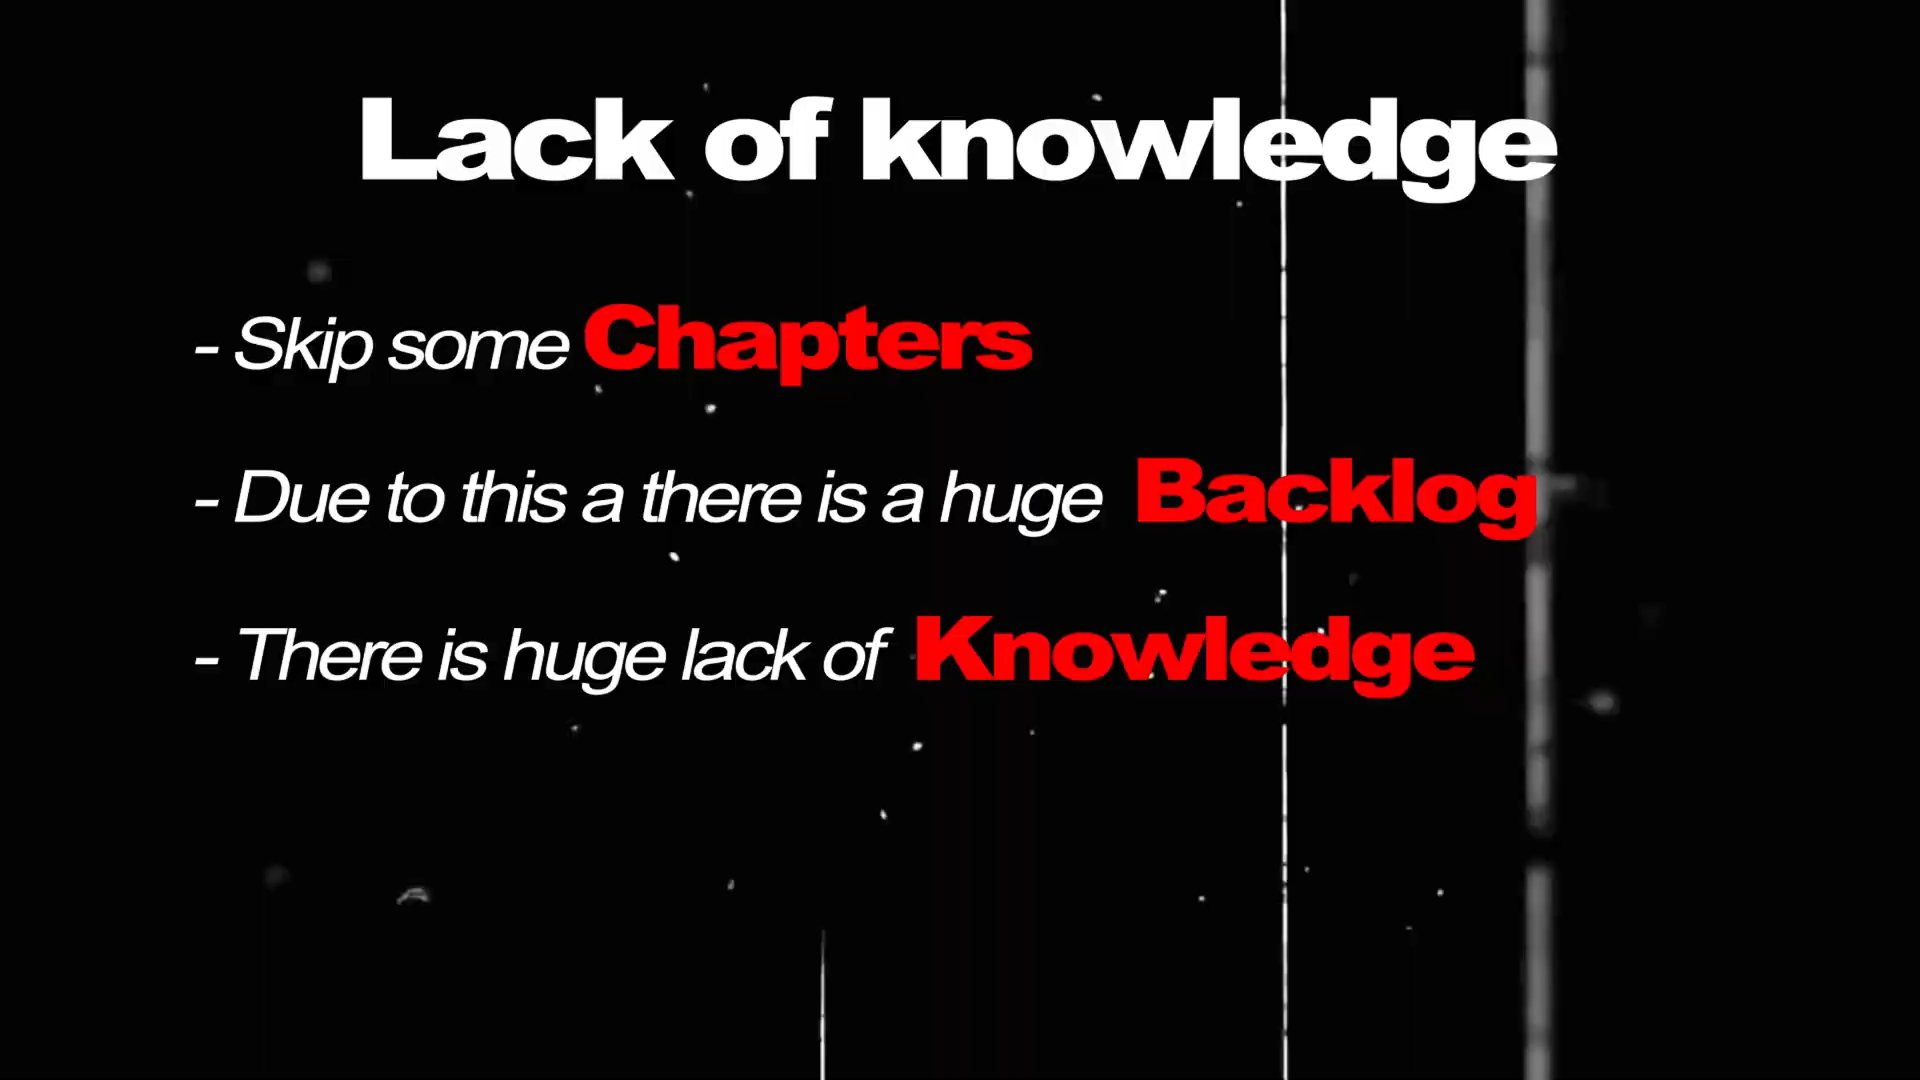 Lack of knowledge
- Skip some Chapters
- Due to this a there is a huge Backlog
- There is huge lack of Knowledge